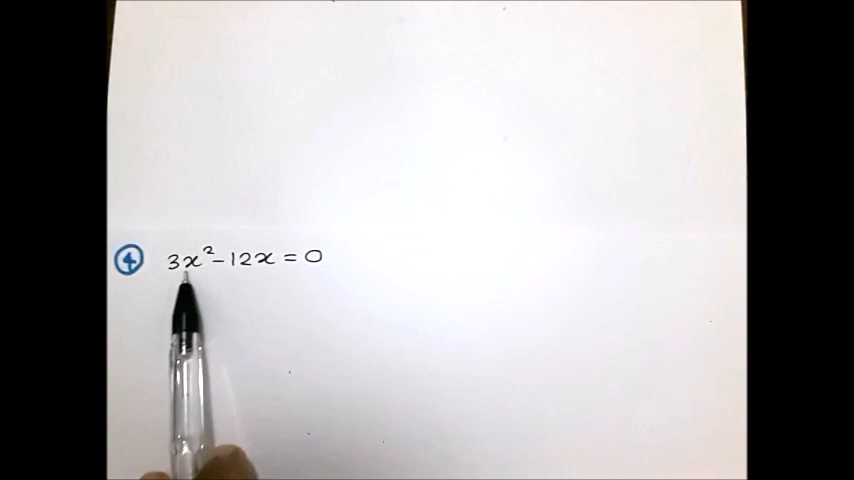 ④ 3x² - 12x = 0